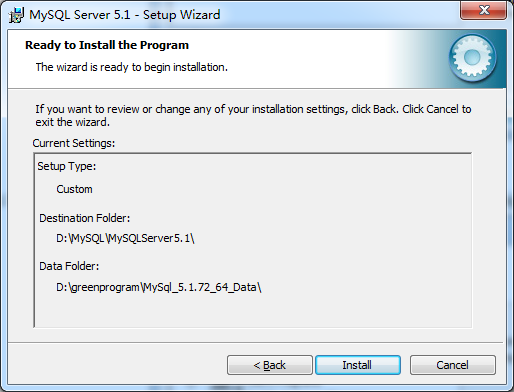 MySQL Server 5.1 - Setup Wizard
Ready to Install the Program
The wizard is ready to begin installation.
If you want to review or change any of your installation settings, click Back. Click Cancel to
exit the wizard.
Current Settings:
Setup Type:
Custom
Destination Folder:
D:\MySQL\MySQLServer5.1\
Data Folder:
D:\greenprogram\MySql_5.1.72_64_Data\
< Back
Install
Cancel